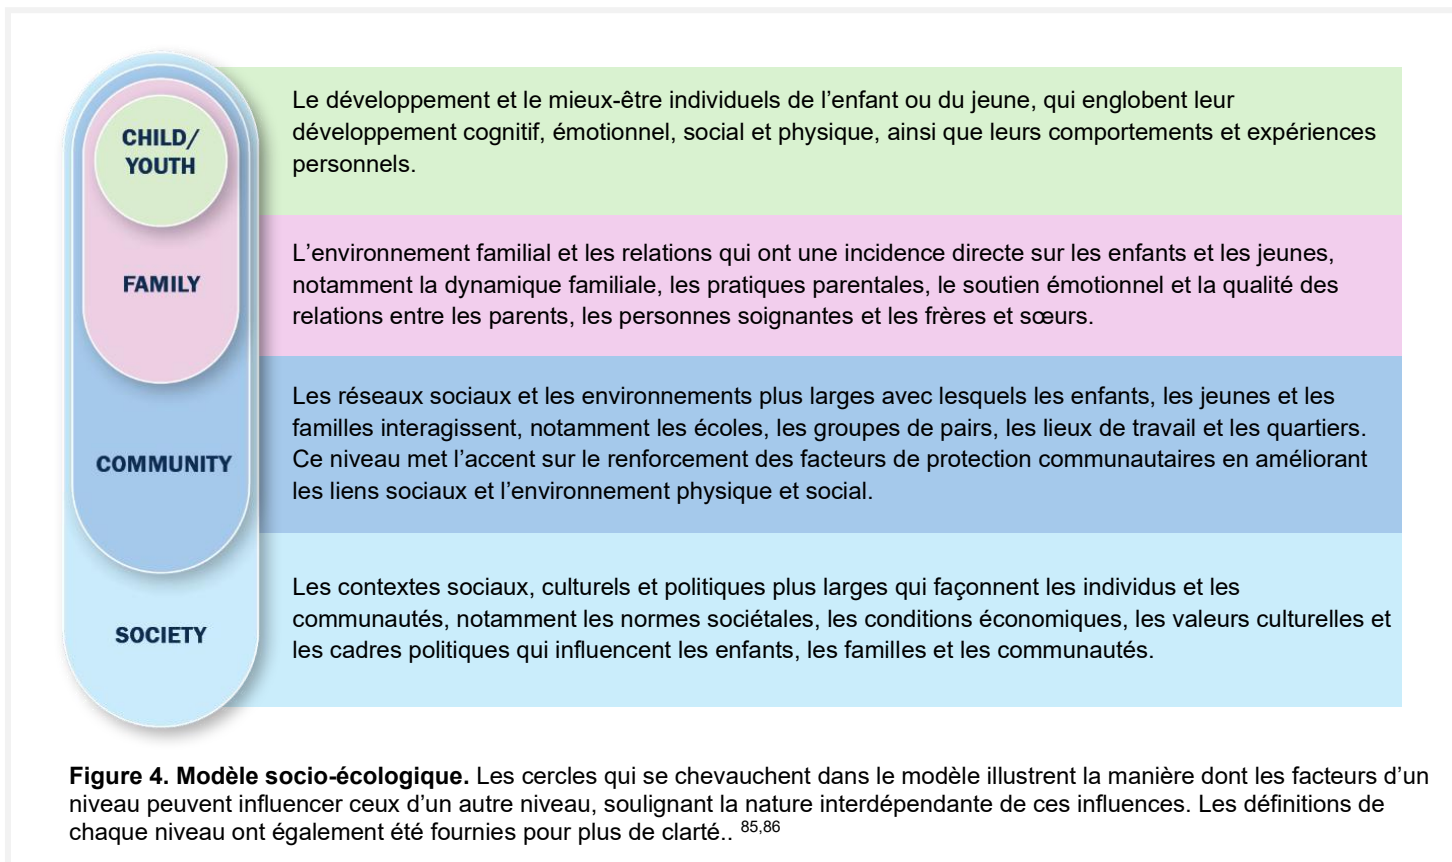 CHILD/
YOUTH
Le développement et le mieux-être individuels de l’enfant ou du jeune, qui englobent leur
développement cognitif, émotionnel, social et physique, ainsi que leurs comportements et expériences
personnels.
FAMILY
L’environnement familial et les relations qui ont une incidence directe sur les enfants et les jeunes,
notamment la dynamique familiale, les pratiques parentales, le soutien émotionnel et la qualité des
relations entre les parents, les personnes soignantes et les frères et sœurs.
COMMUNITY
Les réseaux sociaux et les environnements plus larges avec lesquels les enfants, les jeunes et les
familles interagissent, notamment les écoles, les groupes de pairs, les lieux de travail et les quartiers.
Ce niveau met l’accent sur le renforcement des facteurs de protection communautaires en améliorant
les liens sociaux et l’environnement physique et social.
SOCIETY
Les contextes sociaux, culturels et politiques plus larges qui façonnent les individus et les
communautés, notamment les normes sociétales, les conditions économiques, les valeurs culturelles et
les cadres politiques qui influencent les enfants, les familles et les communautés.
Figure 4. Modèle socio-écologique. Les cercles qui se chevauchent dans le modèle illustrent la manière dont les facteurs d’un
niveau peuvent influencer ceux d’un autre niveau, soulignant la nature interdépendante de ces influences. Les définitions de
chaque niveau ont également été fournies pour plus de clarté.. 85,86